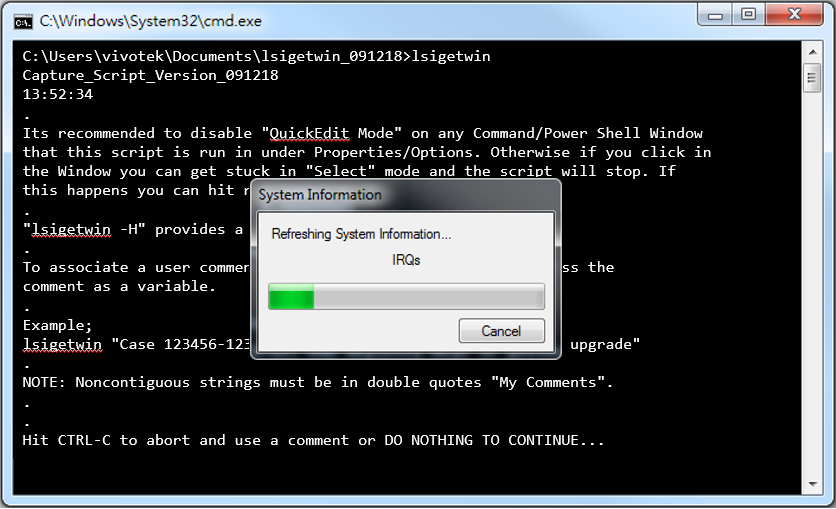 C:\Windows\System32\cmd.exe
C:\Users\vivotek\Documents\lsigetwin_091218>lsigetwin
Capture_Script_Version_091218
13:52:34
.
Its recommended to disable "QuickEdit Mode" on any Command/Power Shell Window
that this script is run in under Properties/Options. Otherwise if you click in
the Window you can get stuck in "Select" mode and the script will stop. If
this happens you can hit
.
"lsigetwin -H" provides a
.
To associate a user ss the
comment as a variable.
.
Example;
lsigetwin "Case 123456-123 upgrade"
.
NOTE: Noncontiguous strings must be in double quotes "My Comments".
.
.
Hit CTRL-C to abort and use a comment or DO NOTHING TO CONTINUE...
System Information
Refreshing System Information...
IRQs
Cancel